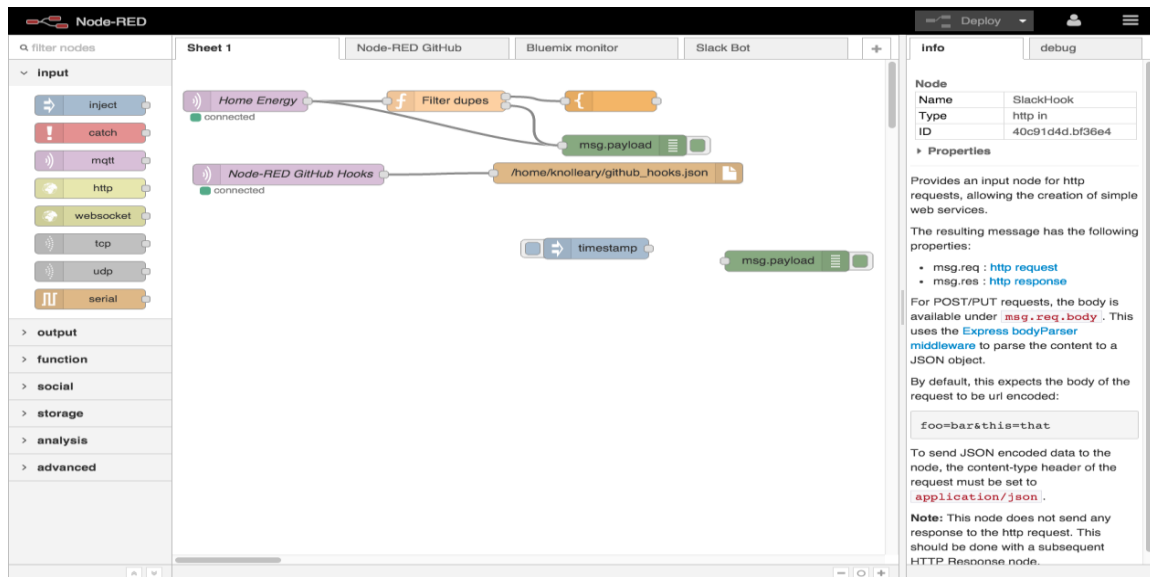 Node-RED
Deploy
filter nodes
Sheet 1
Node-RED GitHub
Bluemix monitor
Slack Bot
+
info
debug
input
inject
catch
mqtt
http
websocket
tcp
udp
serial
output
function
social
storage
analysis
advanced
Home Energy
connected
f
Filter dupes
{
msg.payload
Node-RED GitHub Hooks
connected
/home/knolleary/github_hooks.json
timestamp
msg.payload
Node
Name SlackHook
Type http in
ID 40c91d4d.bf36e4
Properties
Provides an input node for http
requests, allowing the creation of simple
web services.
The resulting message has the following
properties:
• msg.req : http request
• msg.res : http response
For POST/PUT requests, the body is
available under msg.req.body . This
uses the Express bodyParser
middleware to parse the content to a
JSON object.
By default, this expects the body of the
request to be url encoded:
foo=bar&this=that
To send JSON encoded data to the
node, the content-type header of the
request must be set to
application/json .
Note: This node does not send any
response to the http request. This
should be done with a subsequent
HTTP Response node.